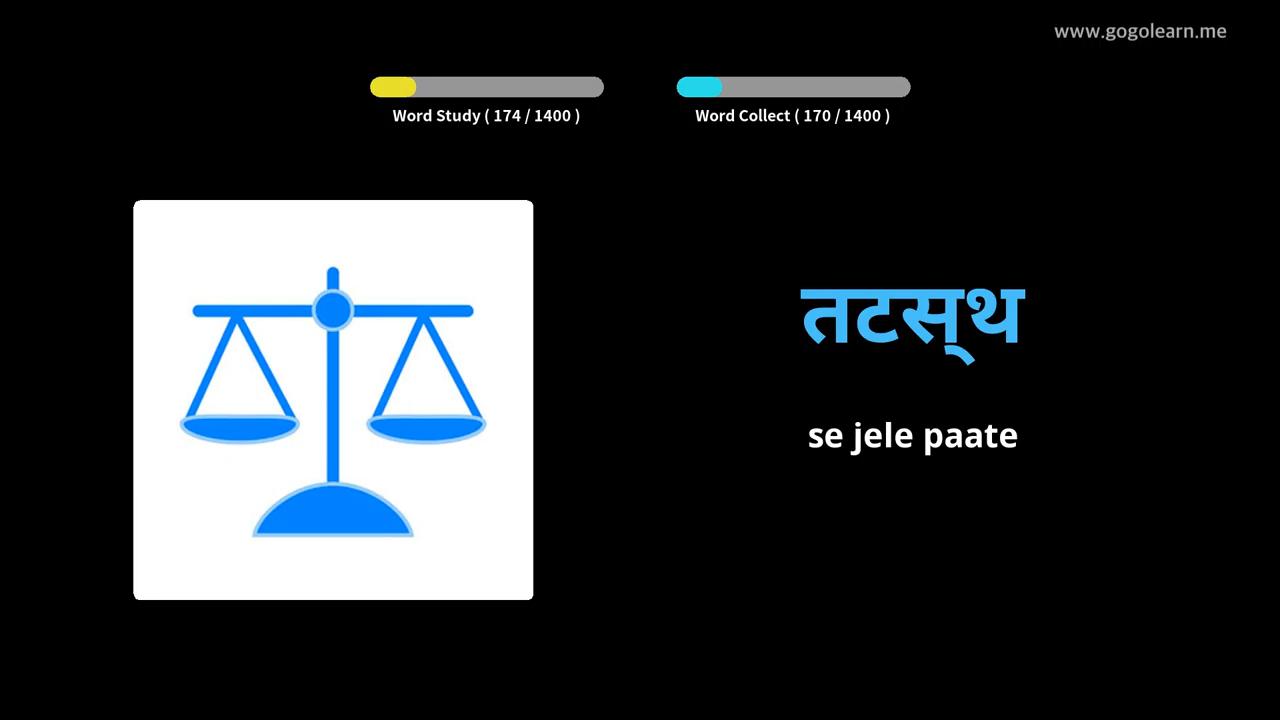 www.gogolearn.me
Word Study ( 174 / 1400 )
Word Collect ( 170 / 1400 )
तटस्‌थ
se jele paate